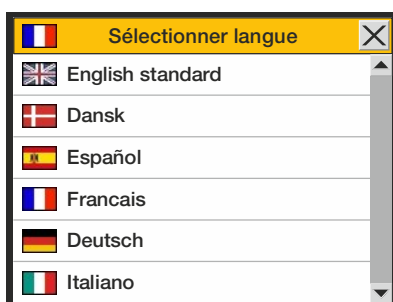 Sélectionner langue
English standard
Dansk
Español
Francais
Deutsch
Italiano